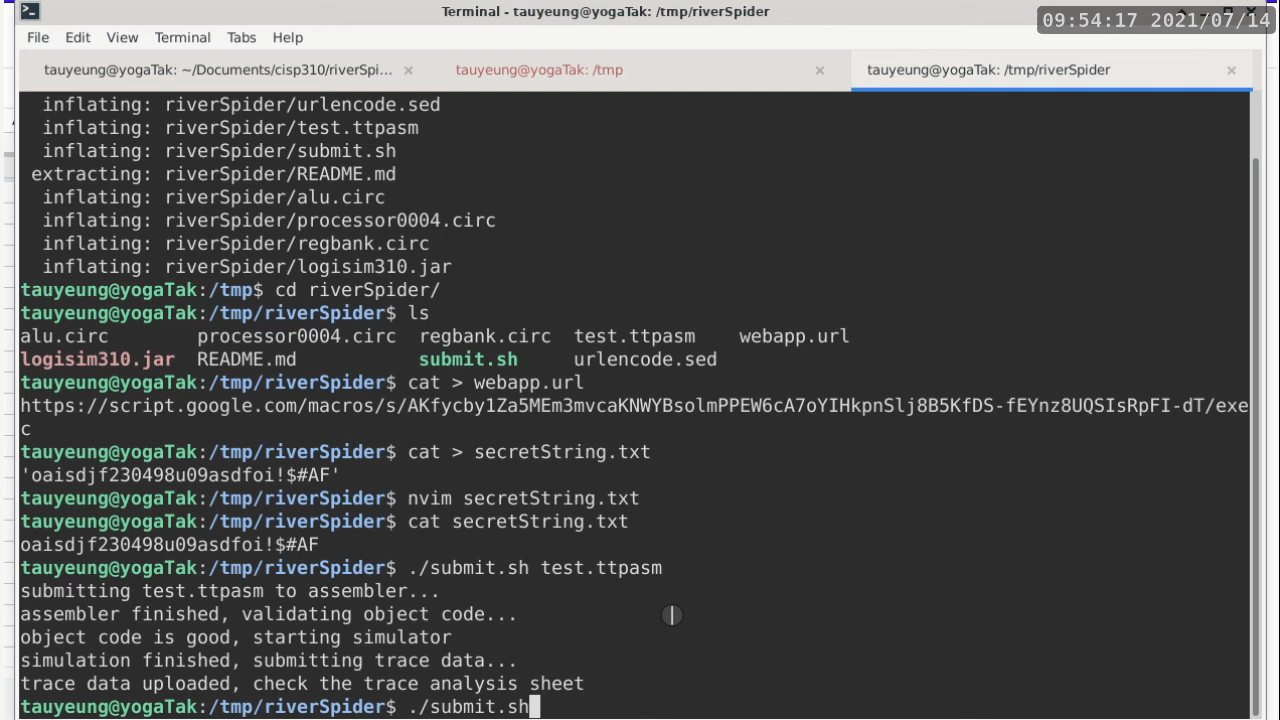 Terminal - tauyeung@yogaTak: /tmp/riverSpider
09:54:17 2021/07/14
File Edit View Terminal Tabs Help
tauyeung@yogaTak: ~/Documents/cisp310/riverSpi... × tauyeung@yogaTak: /tmp × tauyeung@yogaTak: /tmp/riverSpider ×
inflating: riverSpider/urlencode.sed
inflating: riverSpider/test.ttpasm
inflating: riverSpider/submit.sh
extracting: riverSpider/README.md
inflating: riverSpider/alu.circ
inflating: riverSpider/processor0004.circ
inflating: riverSpider/regbank.circ
inflating: riverSpider/logisim310.jar
tauyeung@yogaTak:/tmp$ cd riverSpider/
tauyeung@yogaTak:/tmp/riverSpider$ ls
alu.circ processor0004.circ regbank.circ test.ttpasm webapp.url
logisim310.jar README.md submit.sh urlencode.sed
tauyeung@yogaTak:/tmp/riverSpider$ cat > webapp.url
https://script.google.com/macros/s/AKfycby1Za5MEm3mvcaKNWYBsolmPPEW6cA7oYIHkpnSlj8B5KfDS-fEYnz8UQSIsRpFI-dT/exe
c
tauyeung@yogaTak:/tmp/riverSpider$ cat > secretString.txt
'oaisdjf230498u09asdfoi!$#AF'
tauyeung@yogaTak:/tmp/riverSpider$ nvim secretString.txt
tauyeung@yogaTak:/tmp/riverSpider$ cat secretString.txt
oaisdjf230498u09asdfoi!$#AF
tauyeung@yogaTak:/tmp/riverSpider$ ./submit.sh test.ttpasm
submitting test.ttpasm to assembler...
assembler finished, validating object code...
object code is good, starting simulator
simulation finished, submitting trace data...
trace data uploaded, check the trace analysis sheet
tauyeung@yogaTak:/tmp/riverSpider$ ./submit.sh